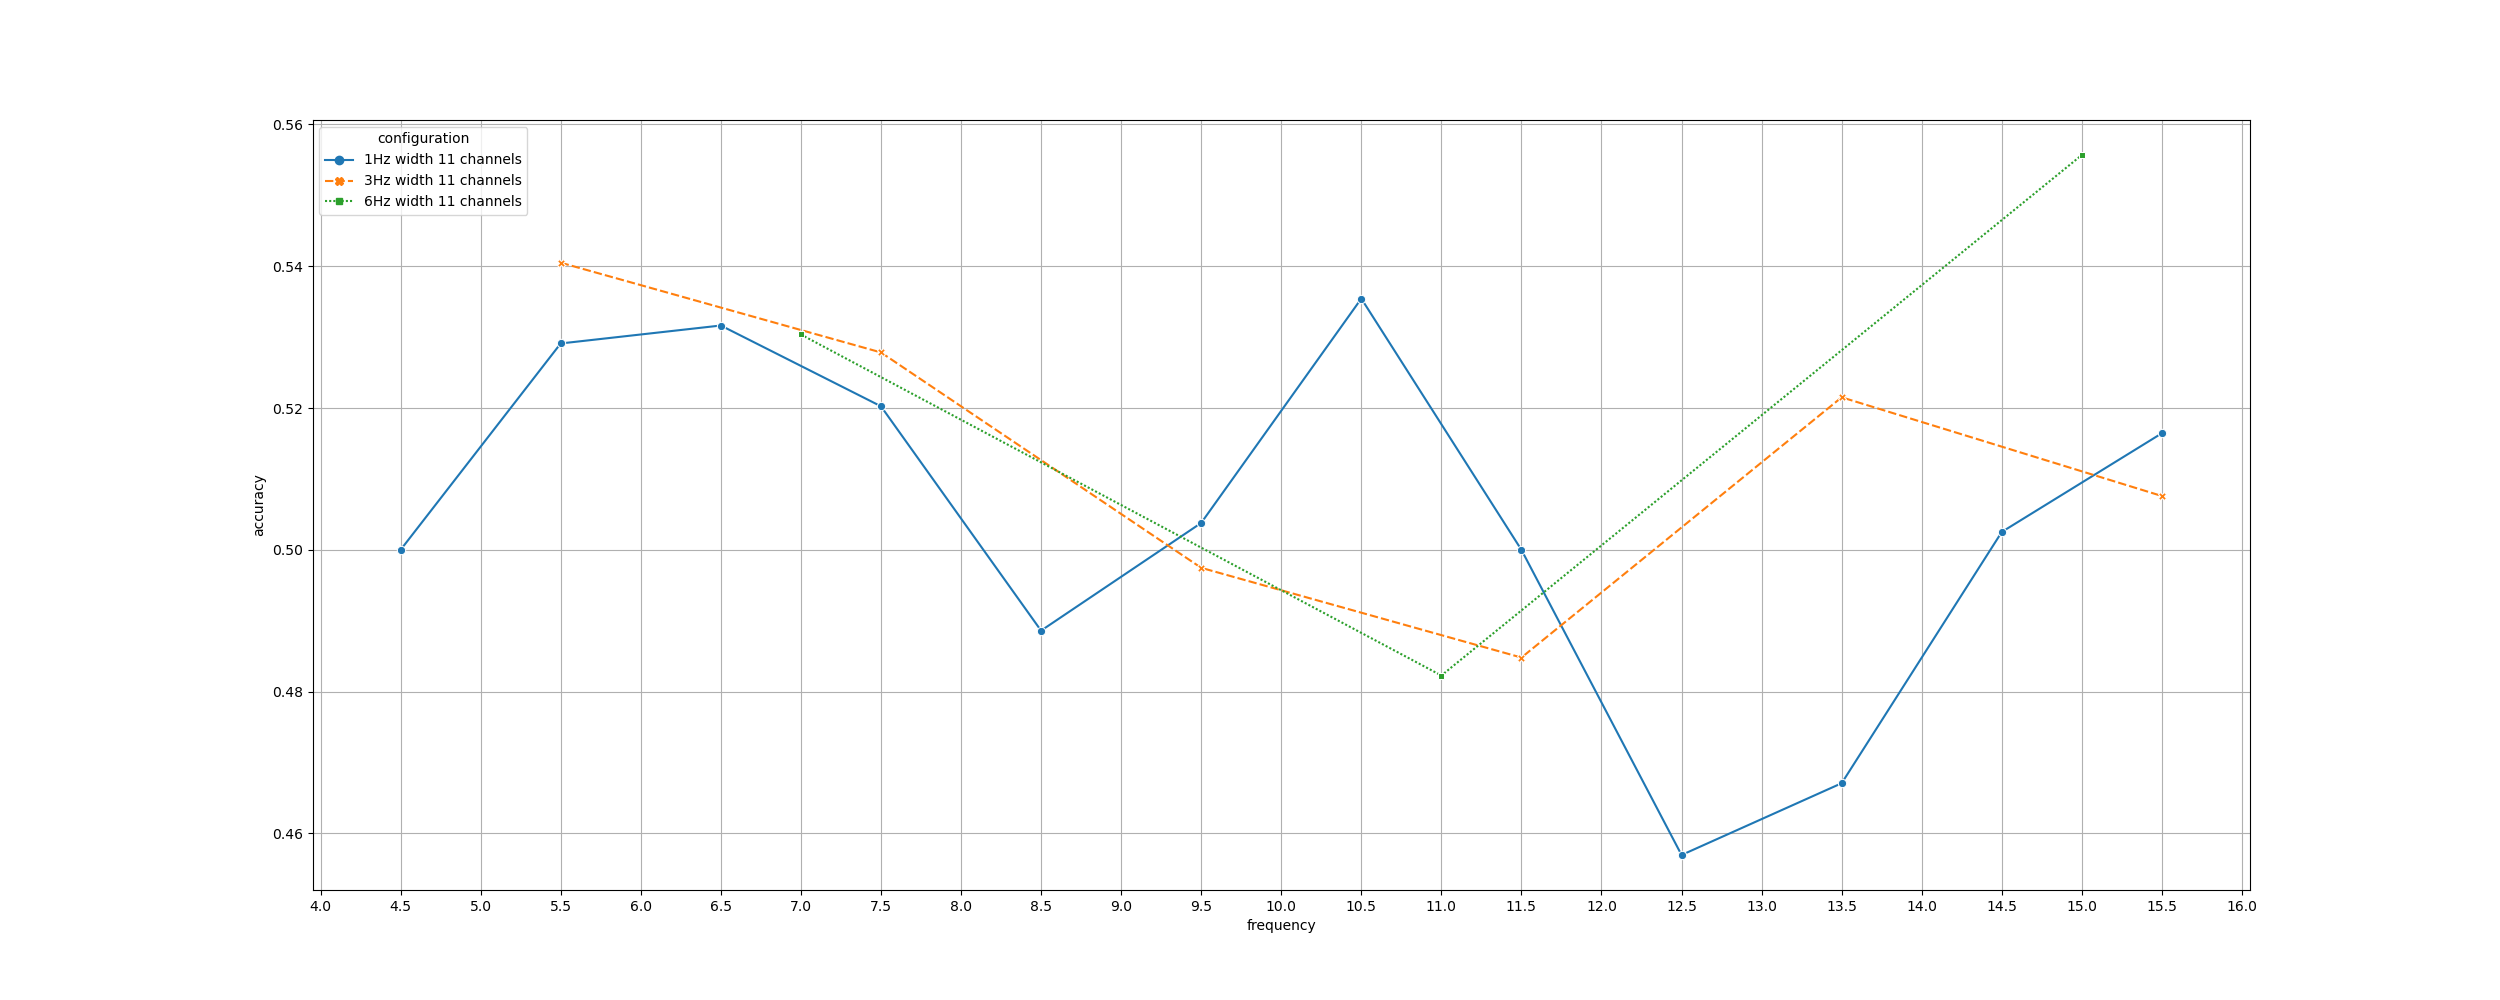 configuration
1Hz width 11 channels
3Hz width 11 channels
6Hz width 11 channels
0.56
0.54
0.52
0.50
0.48
0.46
accuracy
4.0 4.5 5.0 5.5 6.0 6.5 7.0 7.5 8.0 8.5 9.0 9.5 10.0 10.5 11.0 11.5 12.0 12.5 13.0 13.5 14.0 14.5 15.0 15.5 16.0
frequency